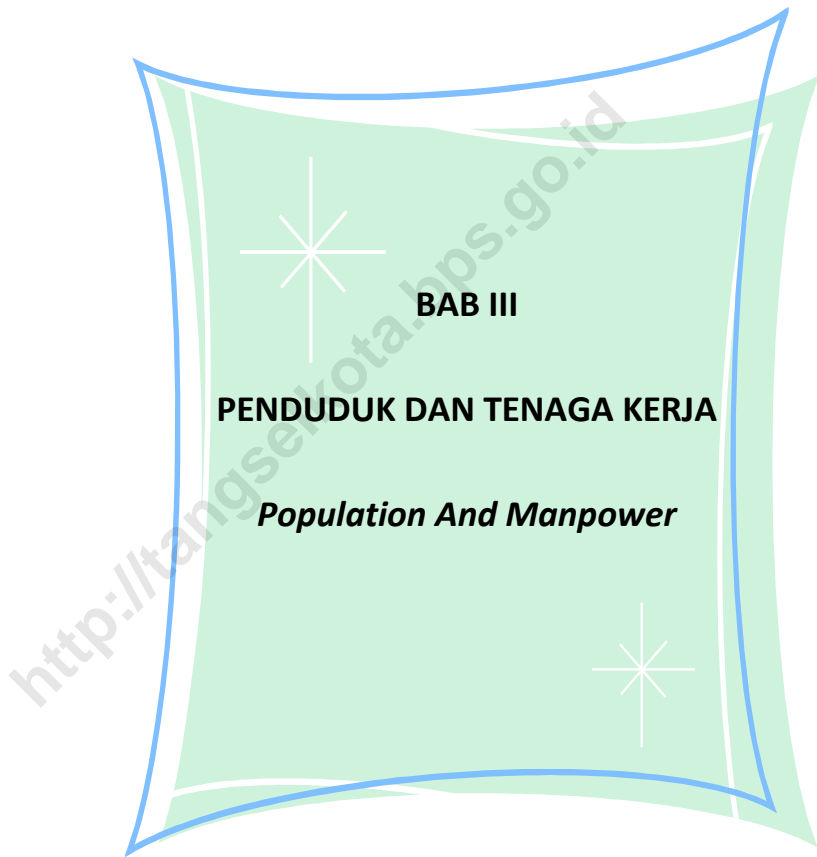 BAB III
PENDUDUK DAN TENAGA KERJA
Population And Manpower
http://tangselkota.bps.go.id